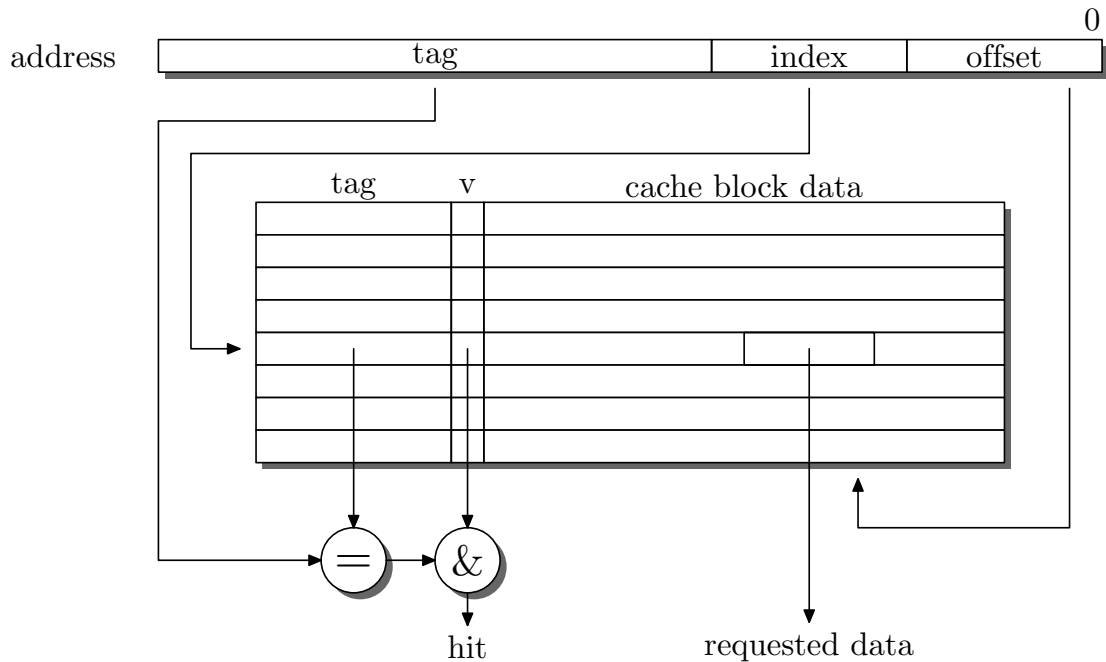 0
address tag index offset
tag v cache block data
= &
hit requested data